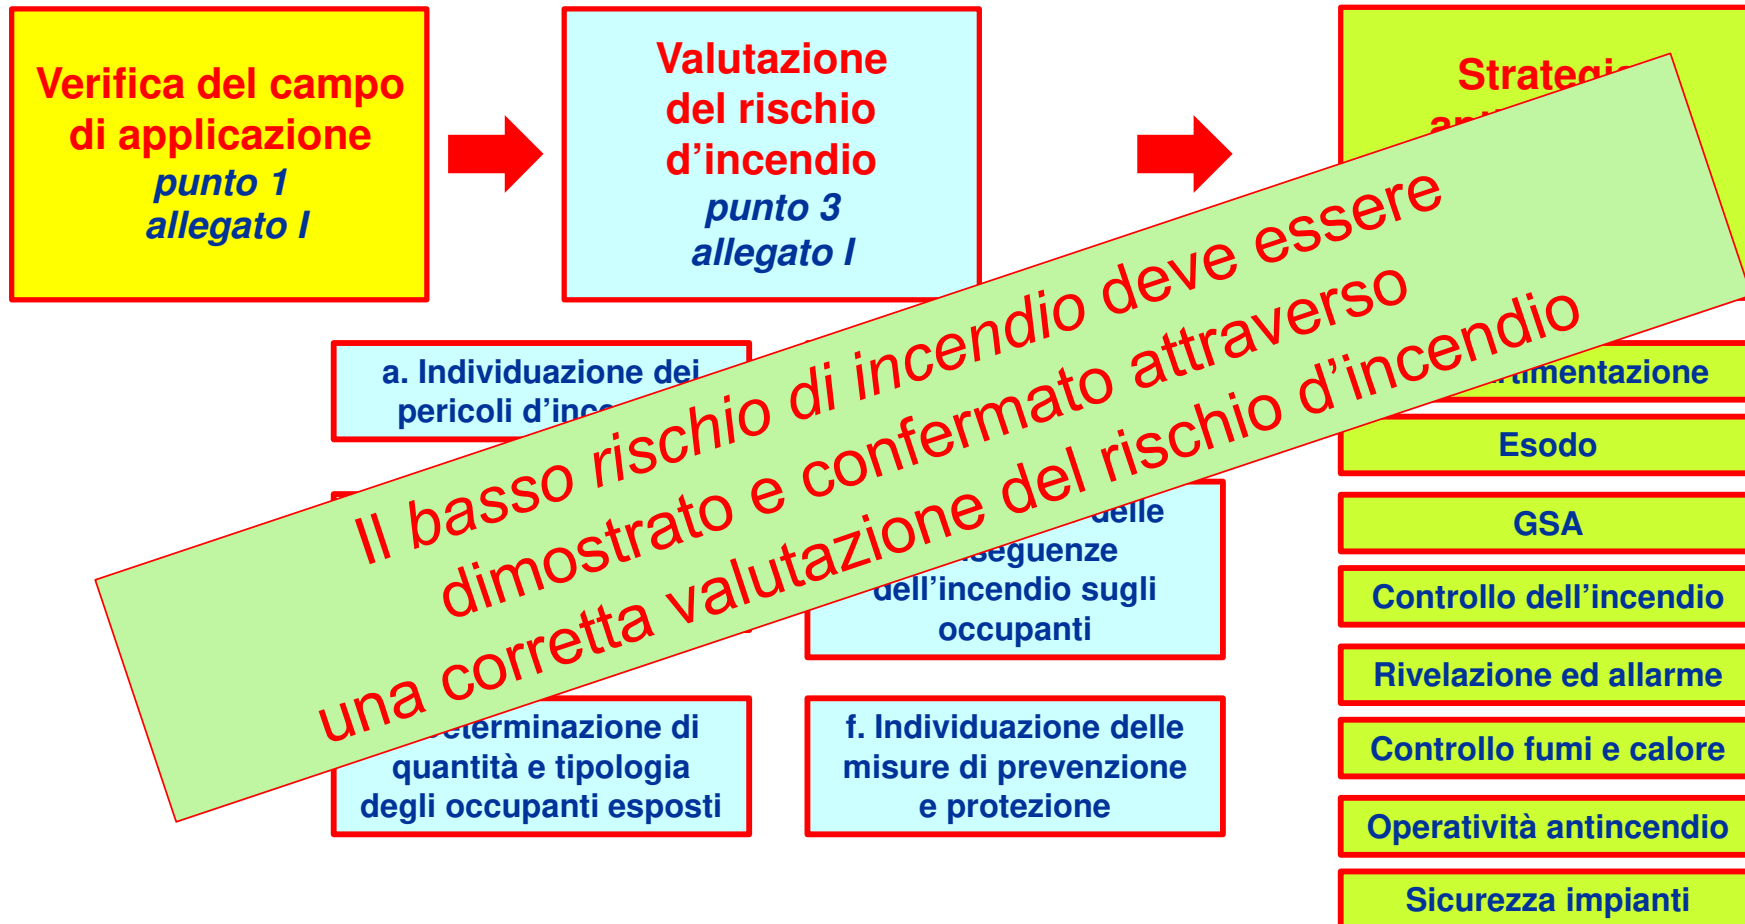 Verifica del campo
di applicazione
punto 1
allegato I
Valutazione
del rischio
d’incendio
punto 3
allegato I
a. Individuazione dei
pericoli
delle
dell’incendio sugli
occupanti
quantità e tipologia
degli occupanti esposti
di
f. Individuazione delle
misure di prevenzione
e protezione
Esodo
GSA
Controllo dell’incendio
Rivelazione ed allarme
Controllo fumi e calore
Operatività antincendio
Sicurezza impianti
Il basso rischio di incendio deve essere
dimostrato e confermato attraverso
una corretta valutazione del rischio d’incendio